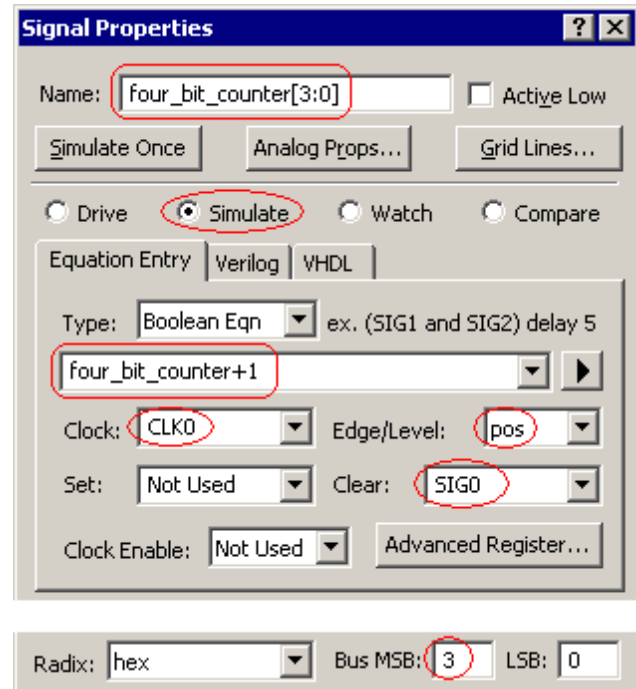 Signal Properties
Name: four_bit_counter[3:0] Active Low
Simulate Once Analog Props... Grid Lines...
Drive Simulate Watch Compare
Equation Entry Verilog VHDL
Type: Boolean Eqn ex. (SIG1 and SIG2) delay 5
four_bit_counter+1
Clock: CLK0 Edge/Level: pos
Set: Not Used Clear: SIG0
Clock Enable: Not Used Advanced Register...
Radix: hex Bus MSB: 3 LSB: 0